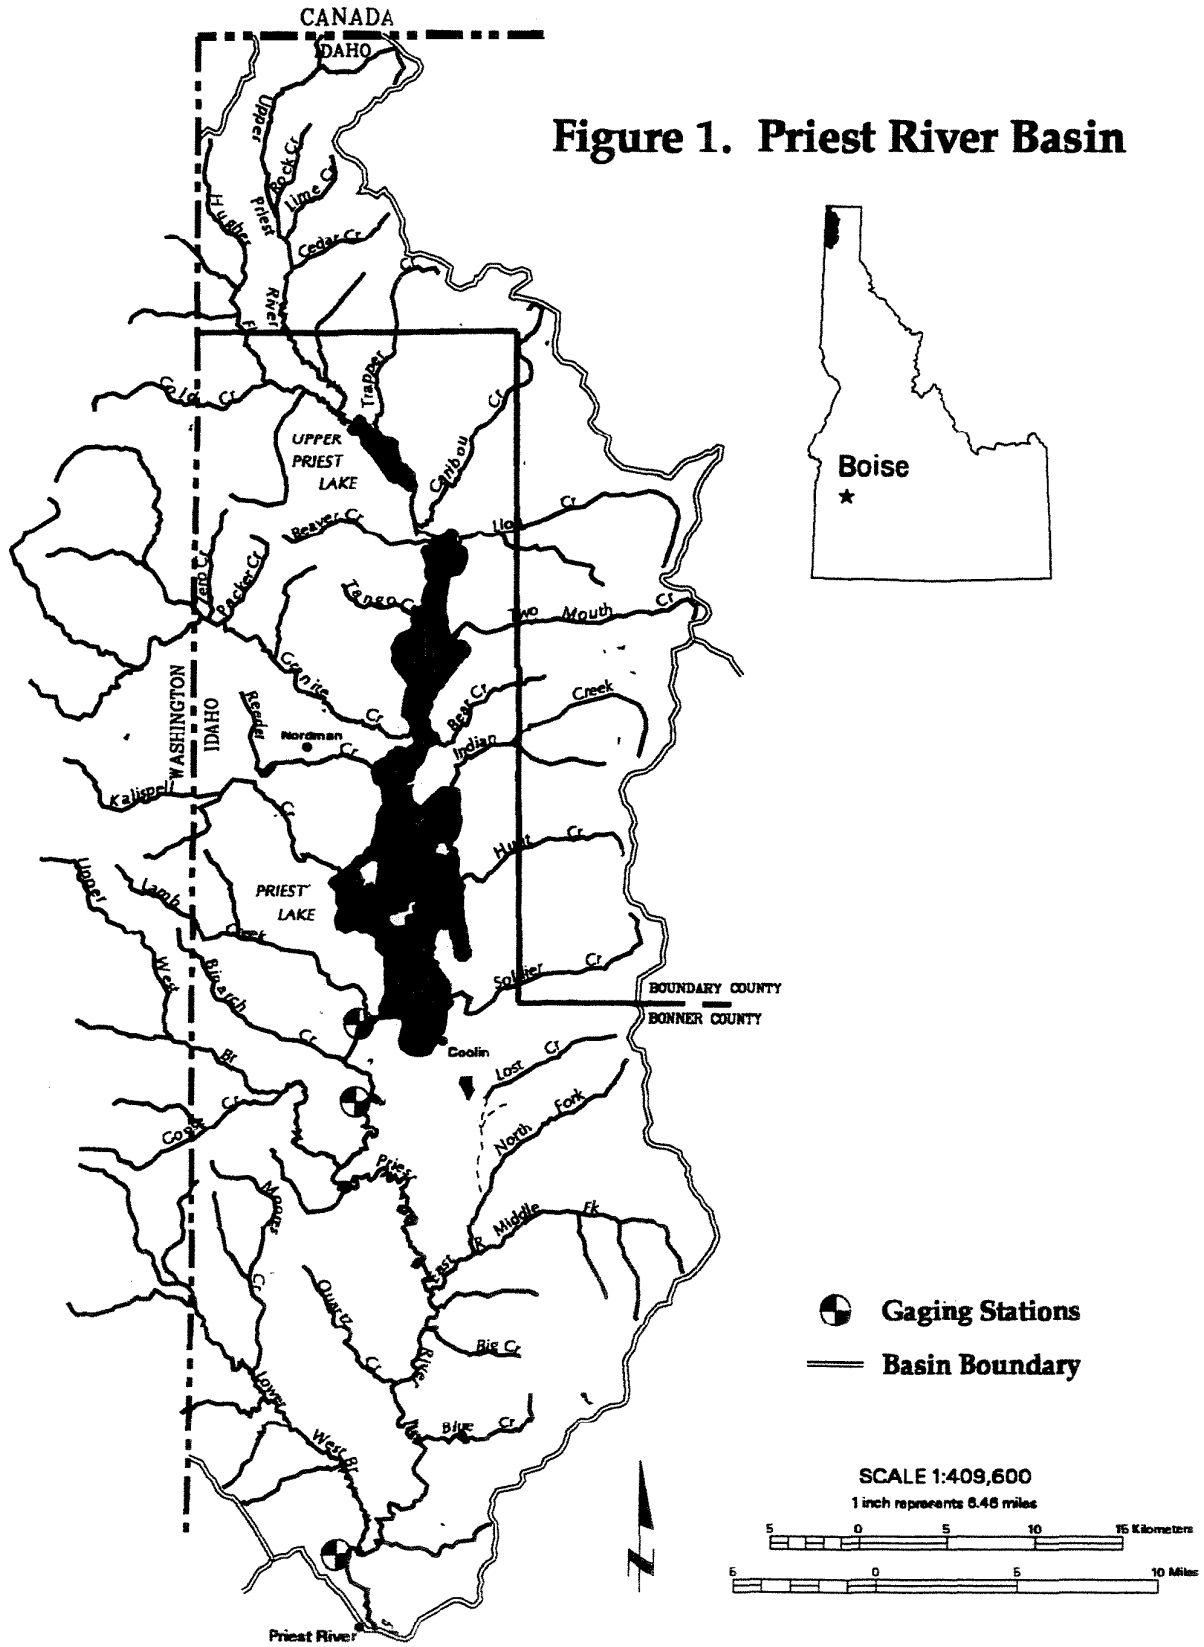 CANADA
IDAHO
Figure 1. Priest River Basin
Upper
Priest
River
Rock Cr
Lime Cr
Cedar Cr
Hughes
Trapper
Cr
Cr
UPPER
PRIEST
LAKE
Caribou
Cr
Beaver Cr
Lion
Cr
Zero Cr
Packer Cr
Tango Cr
Two Mouth Cr
Granite
Cr
Bear Cr
Creek
Indian
WASHINGTON
IDAHO
Reeder
Nordman
Cr
Kalispell
Cr
Hunt Cr
Upper
Lamb
Creek
PRIEST
LAKE
West
Binarch
Cr
Soldier Cr
BOUNDARY COUNTY
BONNER COUNTY
Coolin
Br
Lost Cr
North Fork
Cr
Priest
Moores
Cr
East R
Middle Fk
Quartz
Cr
River
Big Cr
Lower
West Br
Blue Cr
Priest River
Boise
Gaging Stations
Basin Boundary
SCALE 1:409,600
1 inch represents 6.46 miles
5 0 5 10 15 Kilometers
5 0 5 10 Miles